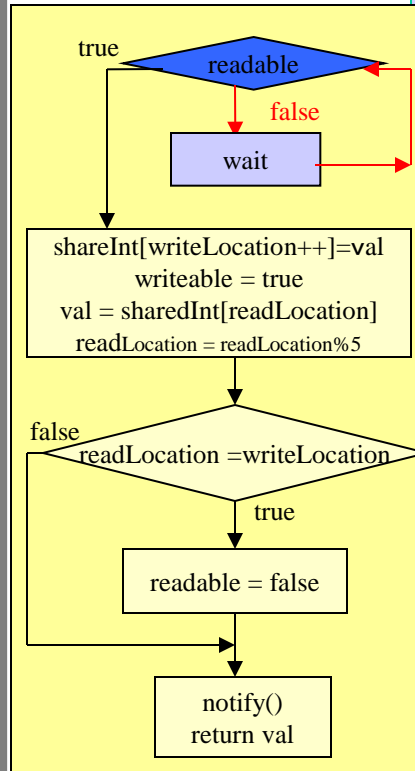 true
readable
false
wait
shareInt[writeLocation++]=val
writeable = true
val = sharedInt[readLocation]
readLocation = readLocation%5
false
readLocation =writeLocation
true
readable = false
notify()
return val